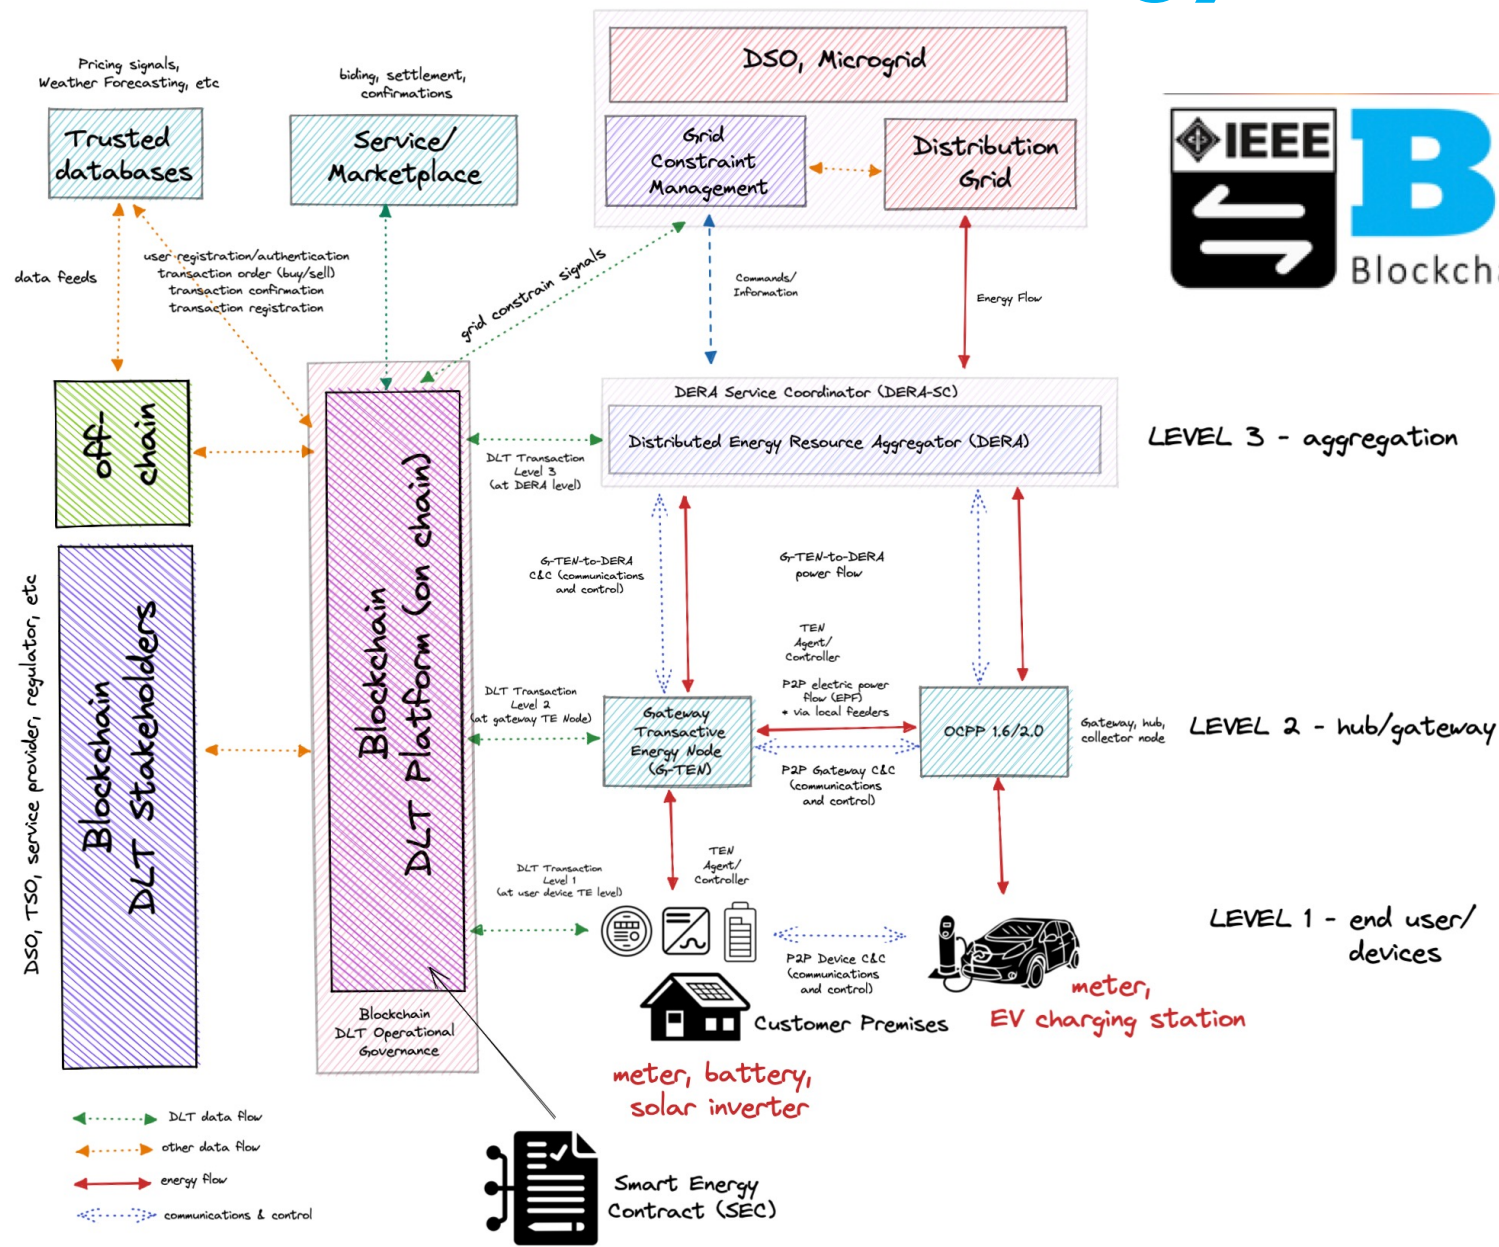 Pricing signals,
Weather Forecasting, etc
biding, settlement,
confirmations
DSO, Microgrid
Trusted
databases
Service/
Marketplace
Grid
Constraint
Management
Distribution
Grid
IEEE
B
Blockch
data feeds
user registration/authentication
transaction order (buy/sell)
transaction confirmation
transaction registration
grid constrain signals
Commands/
Information
Energy Flow
off-
chain
DERA Service Coordinator (DERA-SC)
Distributed Energy Resource Aggregator (DERA)
LEVEL 3 - aggregation
DLT Transaction
Level 3
(at DERA level)
Blockchain
DLT Platform (on chain)
G-TEN-to-DERA
C&C (communications
and control)
G-TEN-to-DERA
power flow
DSO, TSO, service provider, regulator, etc
Blockchain
DLT Stakeholders
TEN
Agent/
Controller
P2P electric power
flow (EPF)
* via local feeders
DLT Transaction
Level 2
(at gateway TE Node)
Gateway
Transactive
Energy Node
(G-TEN)
OCPP 1.6/2.0
Gateway, hub,
collector node
LEVEL 2 - hub/gateway
P2P Gateway C&C
(communications
and control)
DLT Transaction
Level 1
(at user device TE level)
TEN
Agent/
Controller
LEVEL 1 - end user/
devices
P2P Device C&C
(communications
and control)
meter,
EV charging station
Customer Premises
Blockchain
DLT Operational
Governance
meter, battery,
solar inverter
DLT data flow
other data flow
energy flow
communications & control
Smart Energy
Contract (SEC)